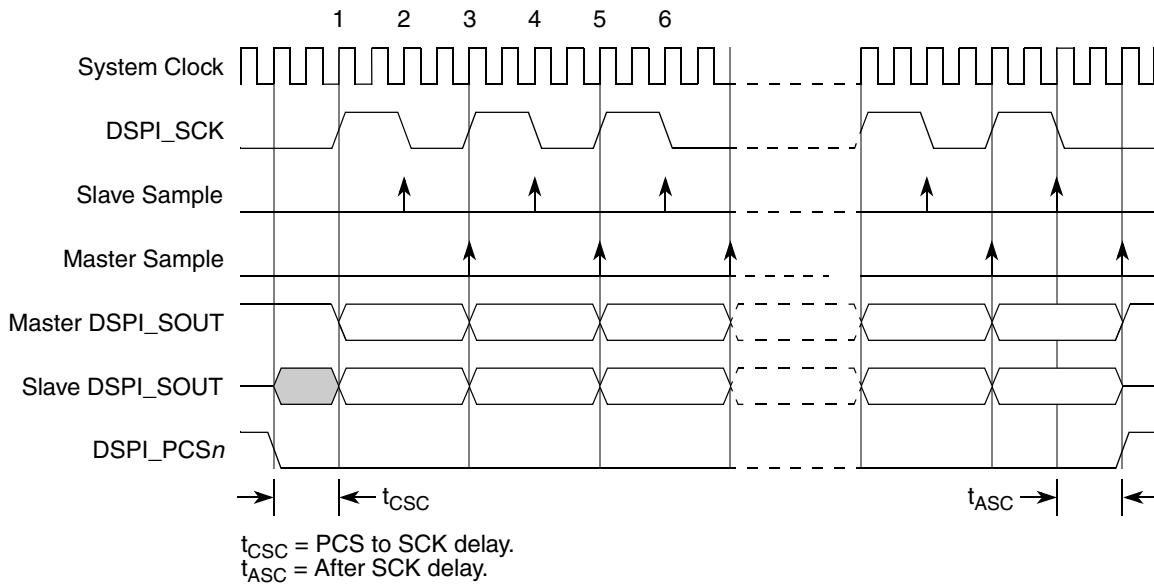 1 2 3 4 5 6
System Clock
DSPI_SCK
Slave Sample
Master Sample
Master DSPI_SOUT
Slave DSPI_SOUT
DSPI_PCSn
tCSC tASC
tCSC = PCS to SCK delay.
tASC = After SCK delay.